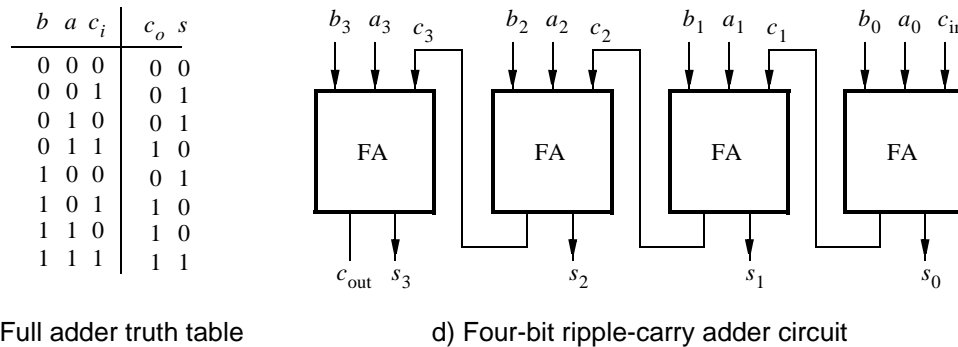 b a c_i c_o s
0 0 0 0 0
0 0 1 0 1
0 1 0 0 1
0 1 1 1 0
1 0 0 0 1
1 0 1 1 0
1 1 0 1 0
1 1 1 1 1
b_3 a_3 c_3 b_2 a_2 c_2 b_1 a_1 c_1 b_0 a_0 c_in
FA FA FA FA
c_out s_3 s_2 s_1 s_0
Full adder truth table
d) Four-bit ripple-carry adder circuit